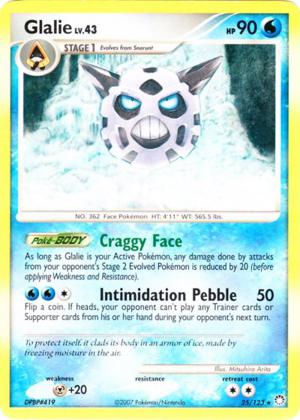 Glalie LV.43
HP 90
STAGE 1 Evolves from Snorunt
NO. 362 Face Pokémon HT: 4'11" WT: 565.5 lbs.
Poké-BODY Craggy Face
As long as Glalie is your Active Pokémon, any damage done by attacks
from your opponent's Stage 2 Evolved Pokémon is reduced by 20 (before
applying Weakness and Resistance).
Intimidation Pebble 50
Flip a coin. If heads, your opponent can't play any Trainer cards or
Supporter cards from his or her hand during your opponent's next turn.
To protect itself, it clads its body in an armor of ice, made by
freezing moisture in the air.
Illus. Mitsuhiro Arita
weakness resistance retreat cost
+20
DPBP#419 ©2007 Pokémon/Nintendo 25/123